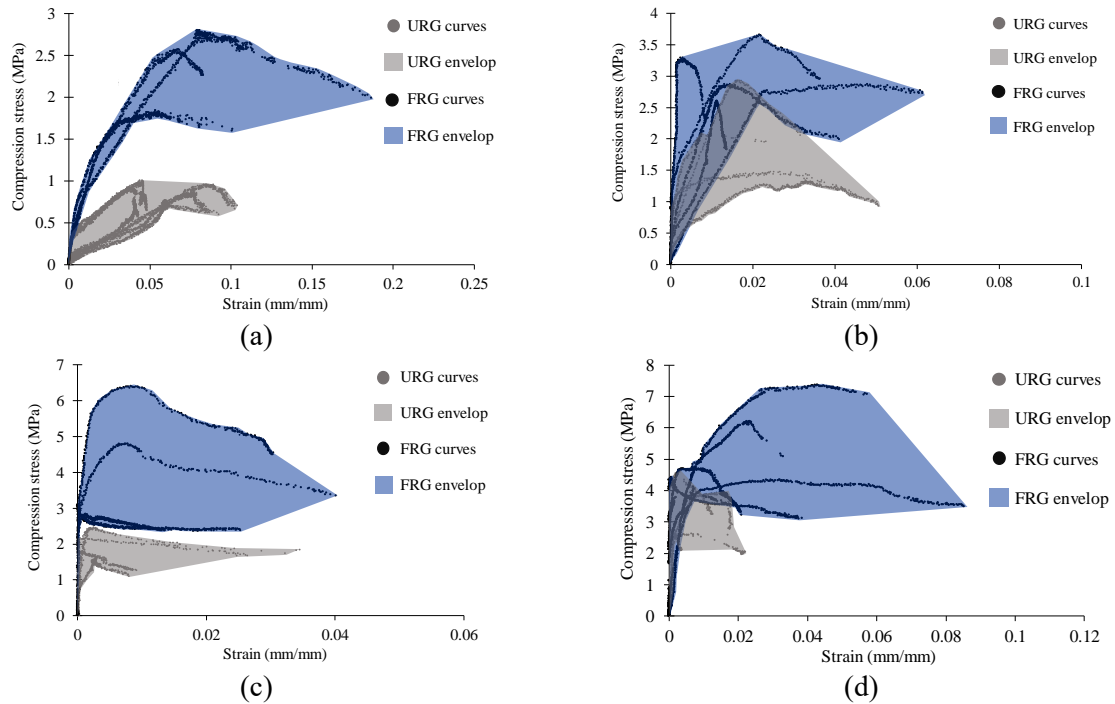 3
2.5
2
1.5
1
0.5
0
Compression stress (MPa)
0 0.05 0.1 0.15 0.2 0.25
Strain (mm/mm)
URG curves
URG envelop
FRG curves
FRG envelop
(a)
4
3.5
3
2.5
2
1.5
1
0.5
0
Compression stress (MPa)
0 0.02 0.04 0.06 0.08 0.1
Strain (mm/mm)
URG curves
URG envelop
FRG curves
FRG envelop
(b)
7
6
5
4
3
2
1
0
Compression stress (MPa)
0 0.02 0.04 0.06
Strain (mm/mm)
URG curves
URG envelop
FRG curves
FRG envelop
(c)
8
7
6
5
4
3
2
1
0
Compression stress (MPa)
0 0.02 0.04 0.06 0.08 0.1 0.12
Strain (mm/mm)
URG curves
URG envelop
FRG curves
FRG envelop
(d)